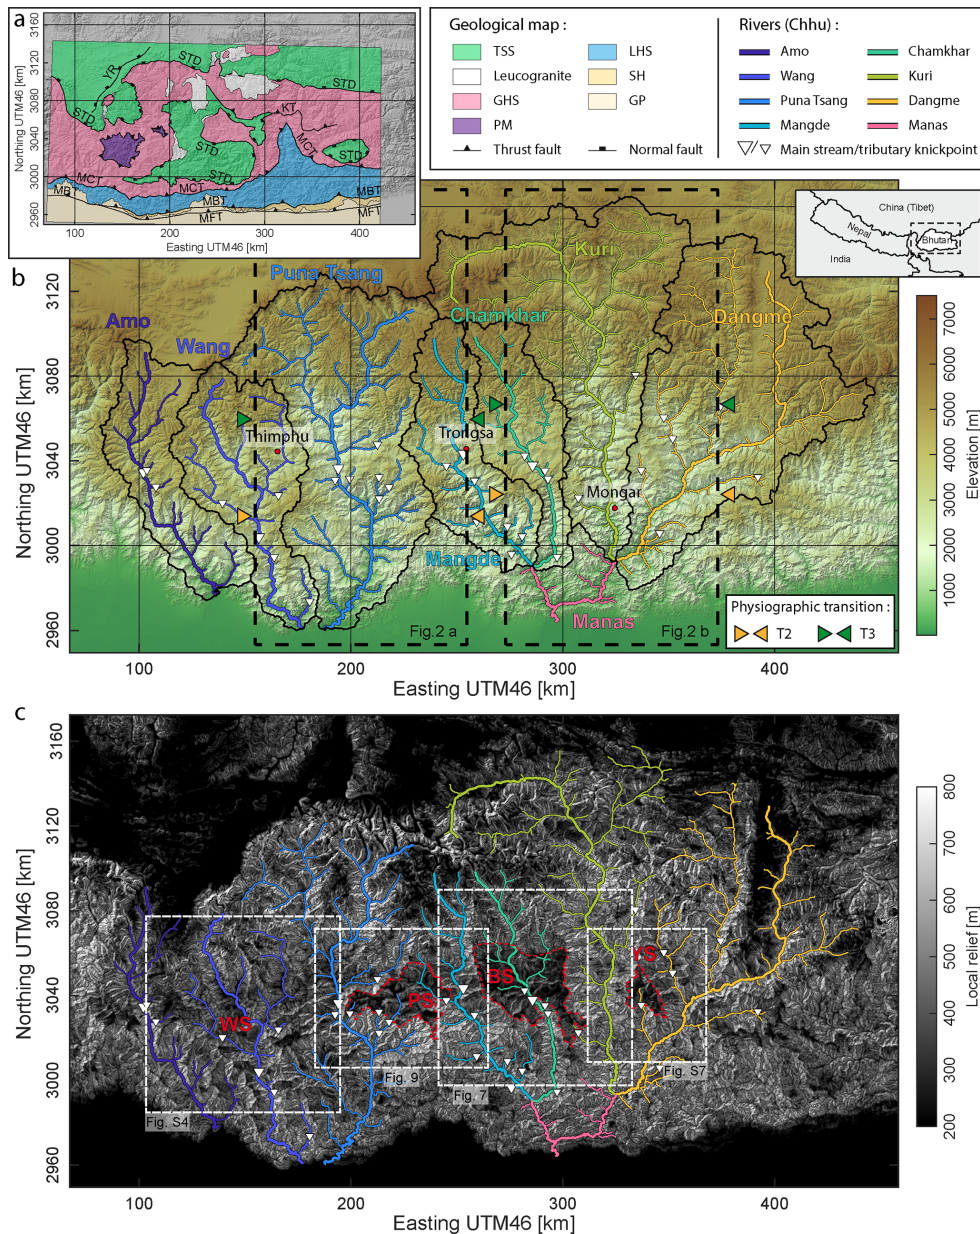 a
3160
3120
3080
3040
3000
2960
Northing UTM46 [km]
YR
STD
STD
STD
STD
KT
MCT
STD
STD
MCT
MCT
MBT
MBT
MBT
MFT
MFT
100
200
300
400
Easting UTM46 [km]
Geological map :
TSS
LHS
Leucogranite
SH
GHS
GP
PM
Thrust fault
Normal fault
Rivers (Chhu) :
Amo
Chamkhar
Wang
Kuri
Puna Tsang
Dangme
Mangde
Manas
Main stream/tributary knickpoint
China (Tibet)
Nepal
Bhutan
India
b
3120
3080
3040
3000
2960
Northing UTM46 [km]
Amo
Wang
Puna Tsang
Chamkhar
Kuri
Dangme
Thimphu
Trongsa
Mongar
Mangde
Manas
Fig.2 a
Fig.2 b
Physiographic transition :
T2
T3
100
200
300
400
Easting UTM46 [km]
7000
6000
5000
4000
3000
2000
1000
Elevation [m]
c
3160
3120
3080
3040
3000
2960
Northing UTM46 [km]
WS
PS
BS
YS
Fig. S4
Fig. 9
Fig. 7
Fig. S7
100
200
300
400
Easting UTM46 [km]
800
700
600
500
400
300
200
Local relief [m]